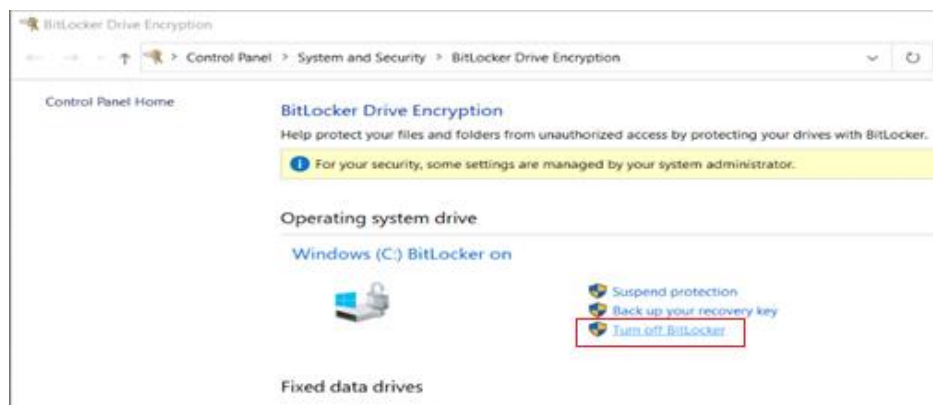 BitLocker Drive Encryption
Control Panel > System and Security > BitLocker Drive Encryption
Control Panel Home
BitLocker Drive Encryption
Help protect your files and folders from unauthorized access by protecting your drives with BitLocker.
For your security, some settings are managed by your system administrator.
Operating system drive
Windows (C:) BitLocker on
Suspend protection
Back up your recovery key
Turn off BitLocker
Fixed data drives